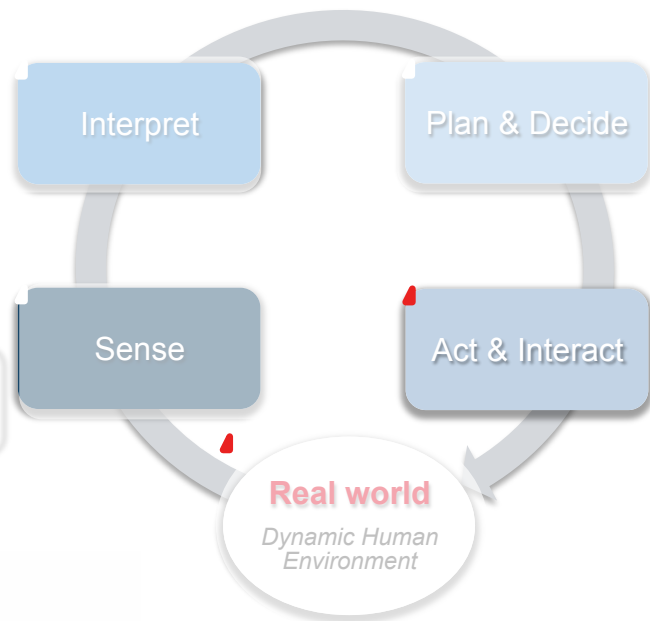 Interpret
Plan & Decide
Sense
Act & Interact
Real world
Dynamic Human
Environment